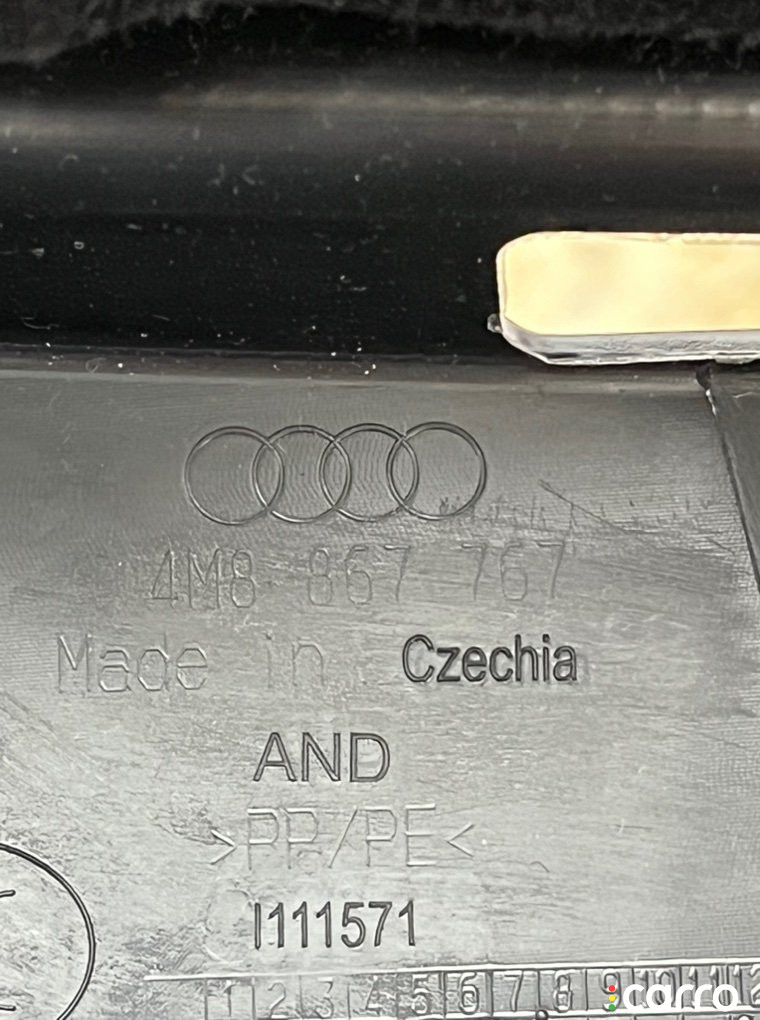 4M8 867 767
Made in Czechia
AND
>PP/PE<
I111571
1 2 3 4 5 6 7 8 9 10 11 12
carro